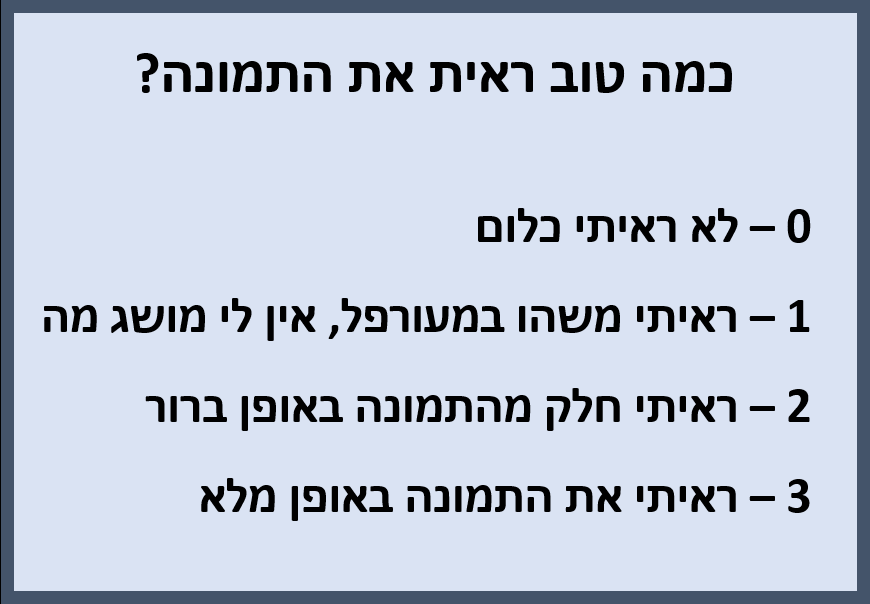 כמה טוב ראית את התמונה?
0 – לא ראיתי כלום
1 – ראיתי משהו במעורפל, אין לי מושג מה
2 – ראיתי חלק מהתמונה באופן ברור
3 – ראיתי את התמונה באופן מלא